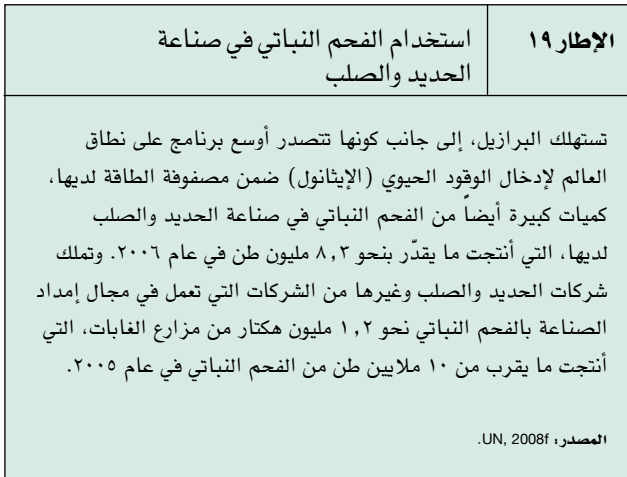 الإطار ١٩
استخدام الفحم النباتي في صناعة
الحديد والصلب
تستهلك البرازيل، إلى جانب كونها تتصدر أوسع برنامج على نطاق
العالم لإدخال الوقود الحيوي (الإيثانول) ضمن مصفوفة الطاقة لديها،
كميات كبيرة أيضاً من الفحم النباتي في صناعة الحديد والصلب
لديها، التي أنتجت ما يقدّر بنحو ٨,٣ مليون طن في عام ٢٠٠٦. وتملك
شركات الحديد والصلب وغيرها من الشركات التي تعمل في مجال إمداد
الصناعة بالفحم النباتي نحو ١,٢ مليون هكتار من مزارع الغابات، التي
أنتجت ما يقرب من ١٠ ملايين طن من الفحم النباتي في عام ٢٠٠٥.
المصدر: UN, 2008f.